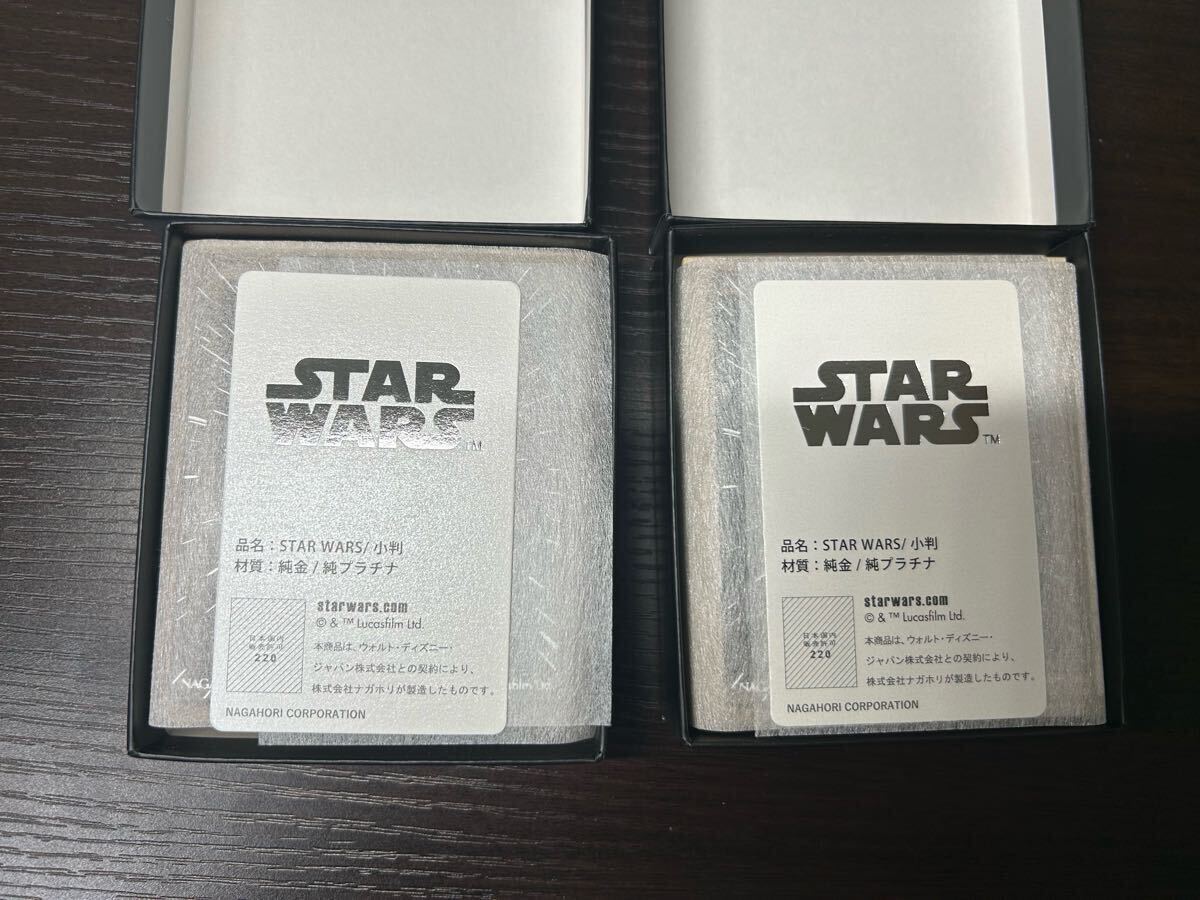 STAR
WARS
TM
品名：STAR WARS/ 小判
材質：純金 / 純プラチナ
starwars.com
© & ™ Lucasfilm Ltd.
日本国内
販売許可
220
本商品は、ウォルト・ディズニー・
ジャパン株式会社との契約により、
株式会社ナガホリが製造したものです。
NAGAHORI CORPORATION
STAR
WARS
TM
品名：STAR WARS/ 小判
材質：純金 / 純プラチナ
starwars.com
© & ™ Lucasfilm Ltd.
日本国内
販売許可
220
本商品は、ウォルト・ディズニー・
ジャパン株式会社との契約により、
株式会社ナガホリが製造したものです。
NAGAHORI CORPORATION